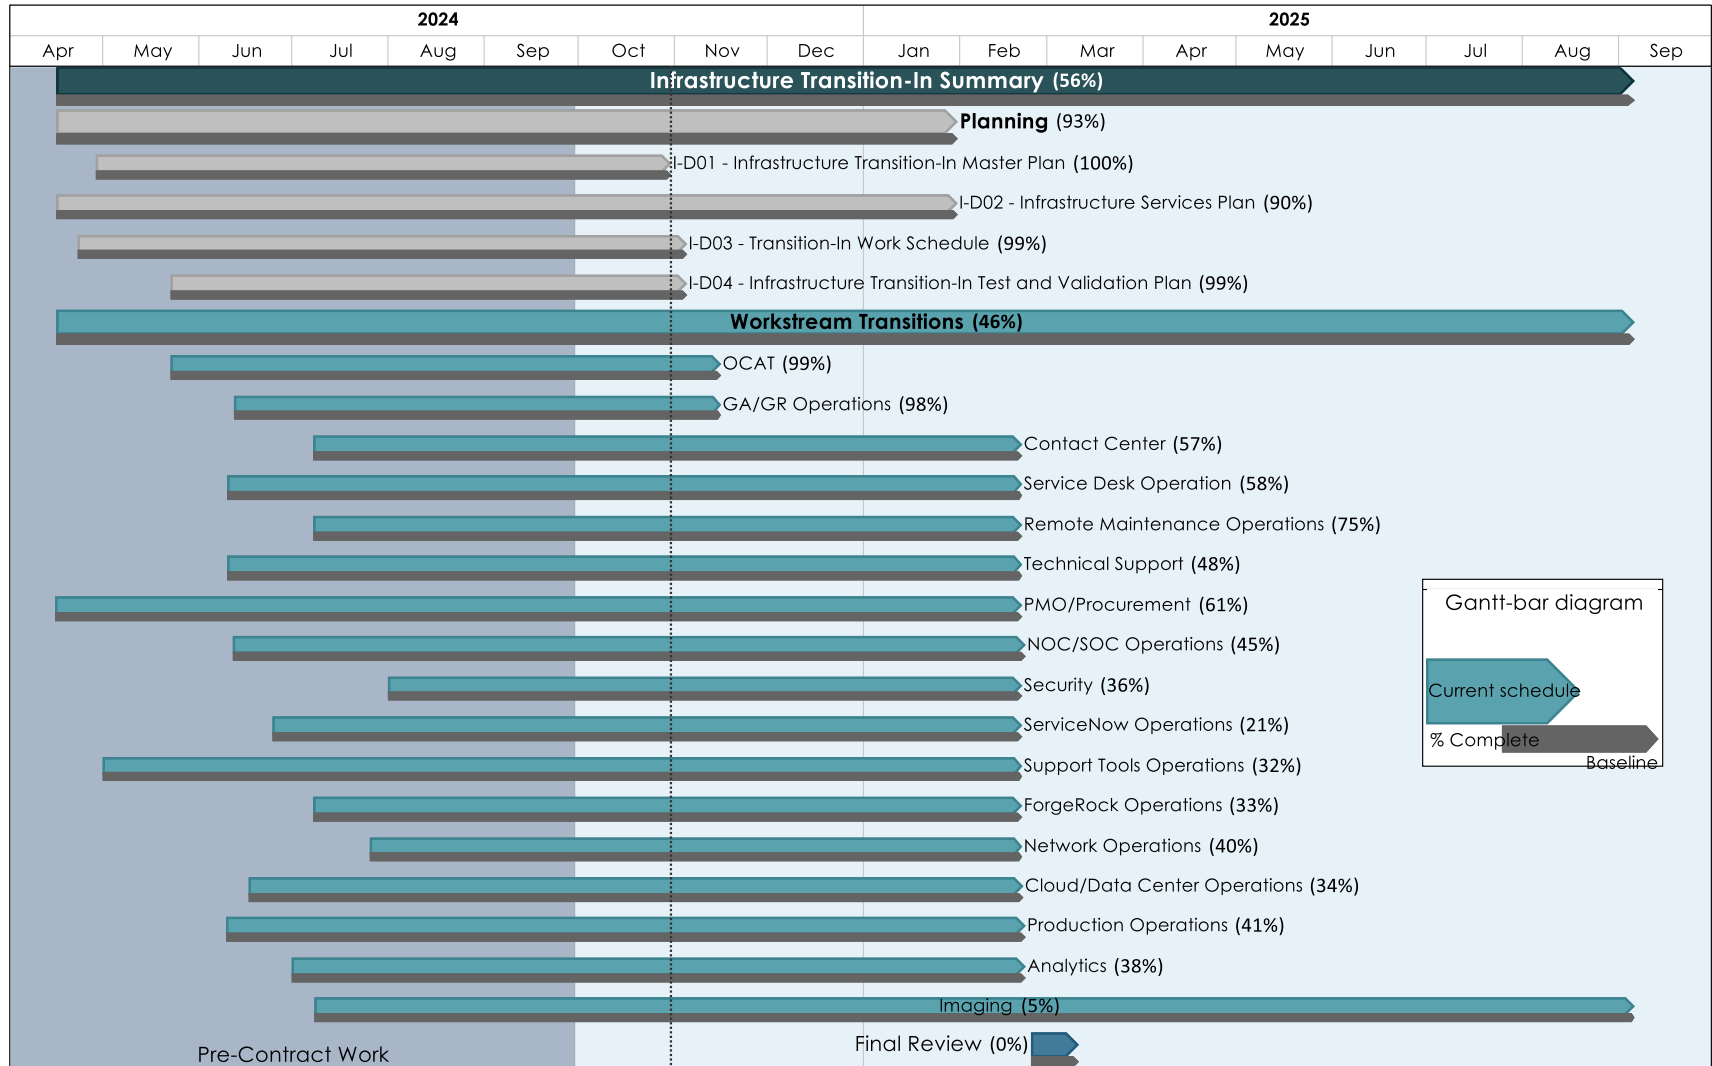 2024 2025
Apr May Jun Jul Aug Sep Oct Nov Dec Jan Feb Mar Apr May Jun Jul Aug Sep
Infrastructure Transition-In Summary (56%)
Planning (93%)
I-D01 - Infrastructure Transition-In Master Plan (100%)
I-D02 - Infrastructure Services Plan (90%)
I-D03 - Transition-In Work Schedule (99%)
I-D04 - Infrastructure Transition-In Test and Validation Plan (99%)
Workstream Transitions (46%)
OCAT (99%)
GA/GR Operations (98%)
Contact Center (57%)
Service Desk Operation (58%)
Remote Maintenance Operations (75%)
Technical Support (48%)
PMO/Procurement (61%)
NOC/SOC Operations (45%)
Security (36%)
ServiceNow Operations (21%)
Support Tools Operations (32%)
ForgeRock Operations (33%)
Network Operations (40%)
Cloud/Data Center Operations (34%)
Production Operations (41%)
Analytics (38%)
Imaging (5%)
Final Review (0%)
Pre-Contract Work
Gantt-bar diagram
Current schedule
% Complete
Baseline